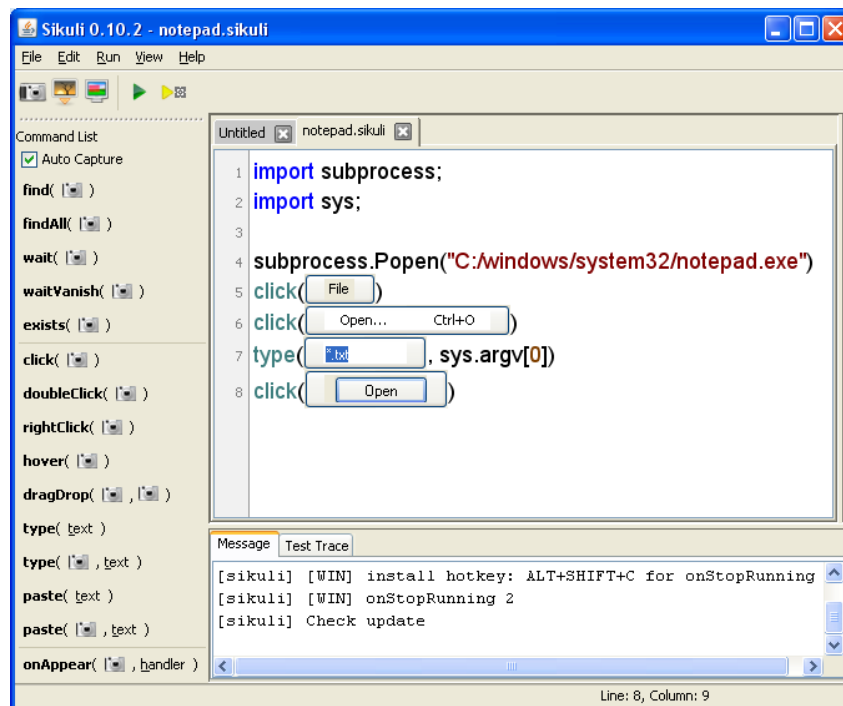 Sikuli 0.10.2 - notepad.sikuli
File Edit Run View Help
Command List
Auto Capture
find( )
findAll( )
wait( )
waitVanish( )
exists( )
click( )
doubleClick( )
rightClick( )
hover( )
dragDrop( , )
type( text )
type( , text )
paste( text )
paste( , text )
onAppear( , handler )
Untitled notepad.sikuli
1 import subprocess;
2 import sys;
3
4 subprocess.Popen("C:/windows/system32/notepad.exe")
5 click( File )
6 click( Open... Ctrl+O )
7 type( *.txt , sys.argv[0])
8 click( Open )
Message Test Trace
[sikuli] [WIN] install hotkey: ALT+SHIFT+C for onStopRunning
[sikuli] [WIN] onStopRunning 2
[sikuli] Check update
Line: 8, Column: 9